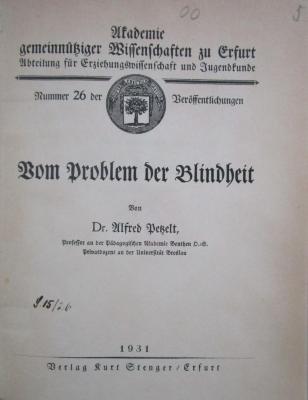 00
5
Akademie
gemeinnütziger Wissenschaften zu Erfurt
Abteilung für Erziehungswissenschaft und Jugendkunde
Nummer 26 der Veröffentlichungen
Vom Problem der Blindheit
Von
Dr. Alfred Petzelt,
Professor an der Pädagogischen Akademie Beuthen O.-S.
Privatdozent an der Universität Breslau
1931
Verlag Kurt Stenger / Erfurt